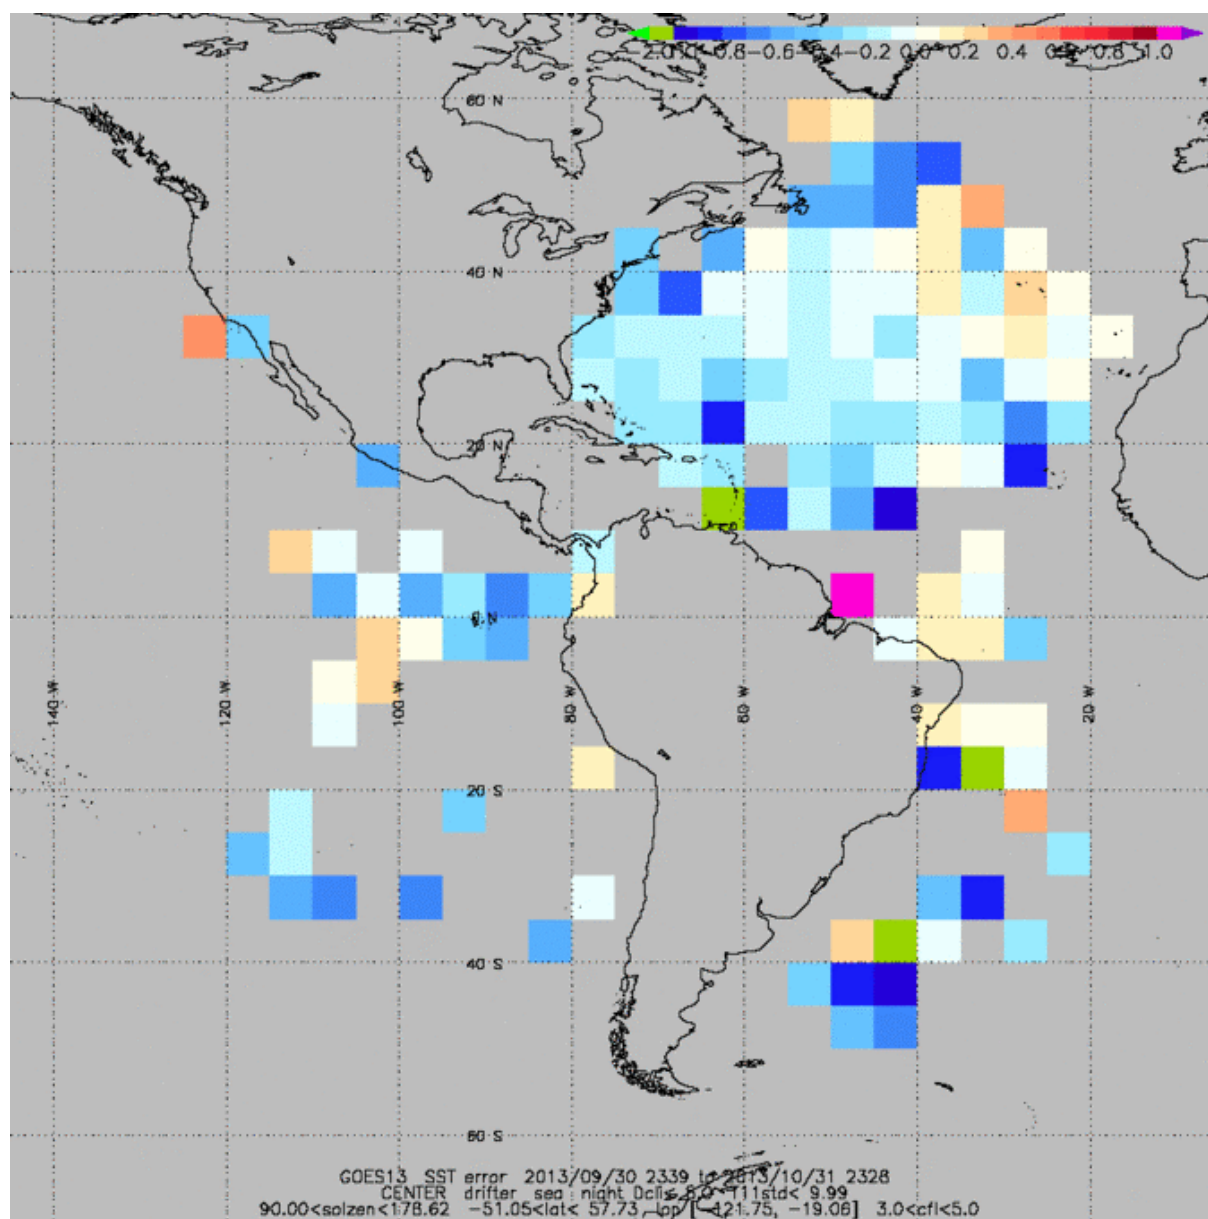 -2.0 -0.8 -0.6 -0.4 -0.2 0.0 0.2 0.4 0.8 1.0
60 N
40 N
20 N
0 N
140 W 120 W 100 W 80 W 60 W 40 W 20 W
20 S
40 S
60 S
GOES13 SST error 2013/09/30 2339 to 2013/10/31 2328
CENTER drifter sea night T11std< 9.99
90.00<solzen<178.62 -51.05<lat< 57.73 lon [-121.75, -19.06] 3.0<cfl<5.0